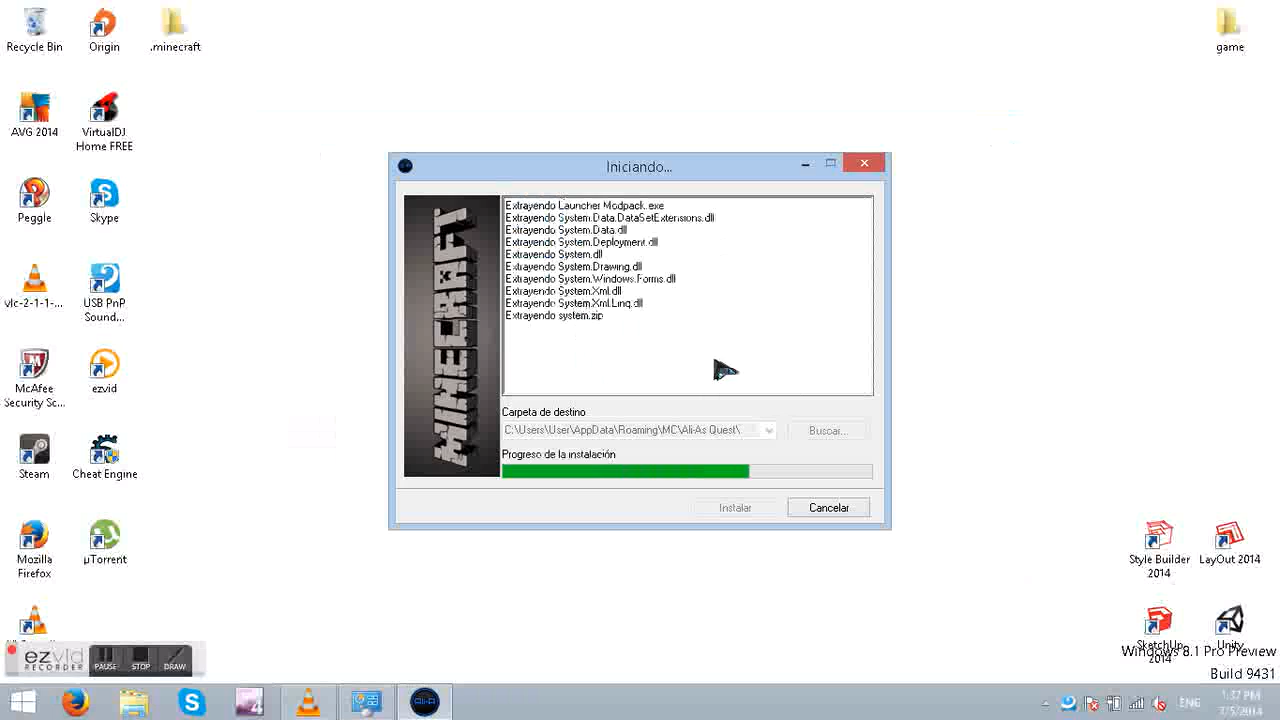 Recycle Bin
Origin
.minecraft
game
AVG 2014
VirtualDJ
Home FREE
Peggle
Skype
vlc-2-1-1-...
USB PnP
Sound...
McAfee
Security Sc...
ezvid
Steam
Cheat Engine
Mozilla
Firefox
µTorrent
Iniciando...
MINECRAFT
Extrayendo Launcher Modpack.exe
Extrayendo System.Data.DataSetExtensions.dll
Extrayendo System.Data.dll
Extrayendo System.Deployment.dll
Extrayendo System.dll
Extrayendo System.Drawing.dll
Extrayendo System.Windows.Forms.dll
Extrayendo System.Xml.dll
Extrayendo System.Xml.Linq.dll
Extrayendo system.zip
Carpeta de destino
C:\Users\User\AppData\Roaming\MC\Ali-As Quest\
Buscar...
Progreso de la instalación
Instalar
Cancelar
Style Builder
2014
LayOut 2014
SketchUp
2014
Unity
Windows 8.1 Pro Preview
Build 9431
ezvid
RECORDER
PAUSE
STOP
DRAW
Ali-A
ENG
1:37 PM
7/5/2014